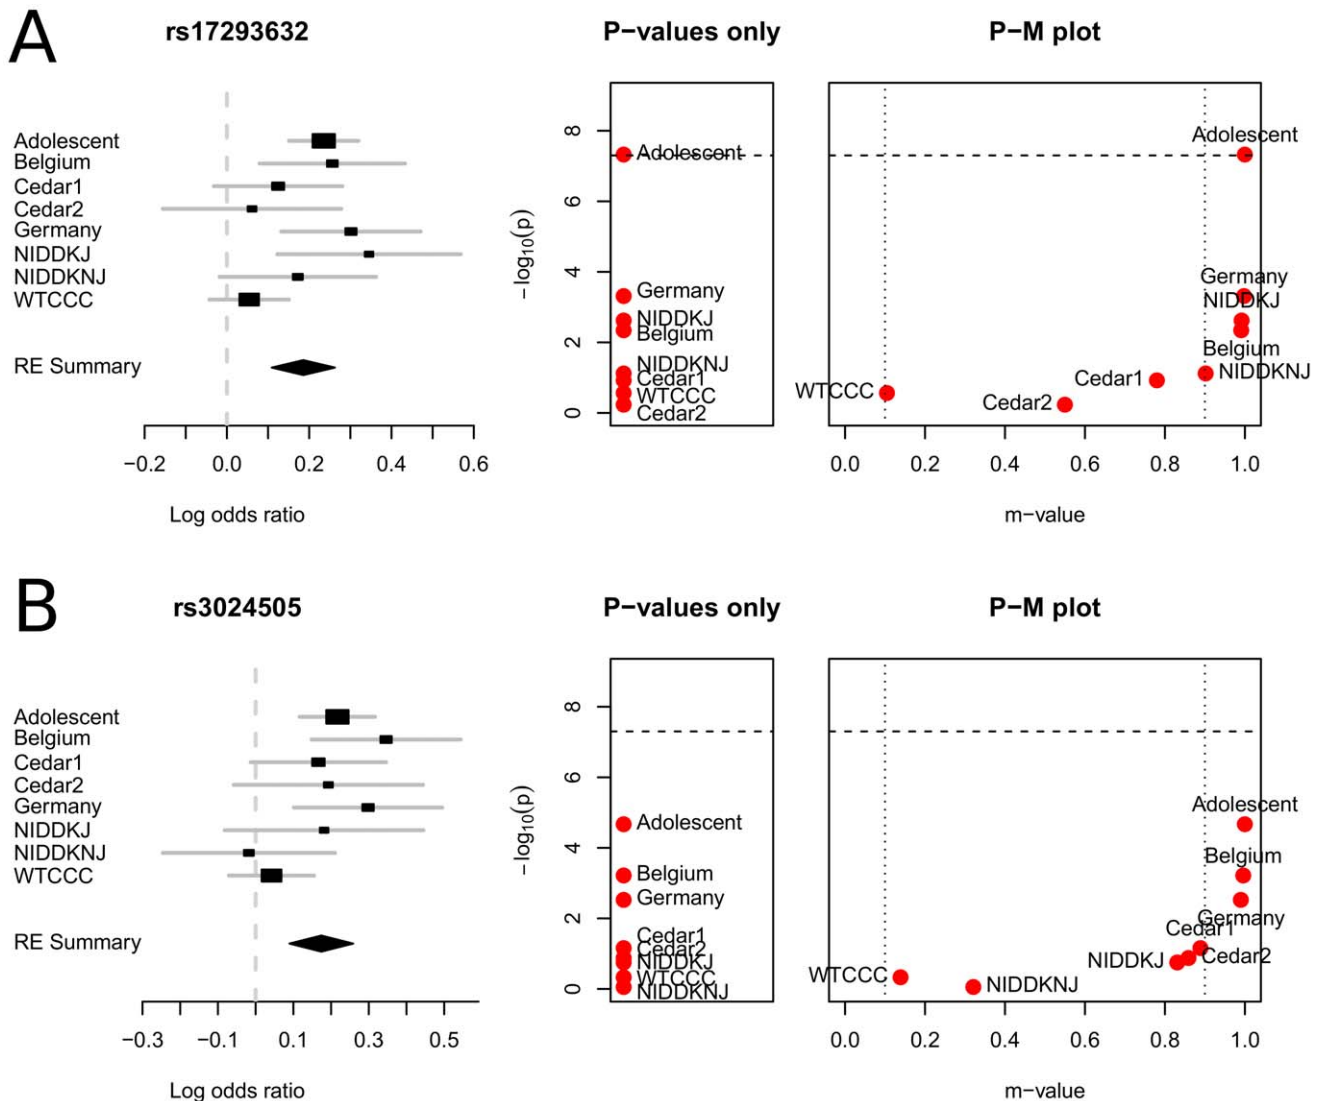 A
rs17293632
P−values only
P−M plot
Adolescent
Belgium
Cedar1
Cedar2
Germany
NIDDKJ
NIDDKNJ
WTCCC
RE Summary
−0.2 0.0 0.2 0.4 0.6
Log odds ratio
−log10(p)
8
6
4
2
0
Adolescent
Germany
NIDDKJ
Belgium
NIDDKNJ
Cedar1
WTCCC
Cedar2
Adolescent
Germany
NIDDKJ
Belgium
NIDDKNJ
Cedar1
WTCCC
Cedar2
0.0 0.2 0.4 0.6 0.8 1.0
m−value
B
rs3024505
P−values only
P−M plot
Adolescent
Belgium
Cedar1
Cedar2
Germany
NIDDKJ
NIDDKNJ
WTCCC
RE Summary
−0.3 −0.1 0.1 0.3 0.5
Log odds ratio
−log10(p)
8
6
4
2
0
Adolescent
Belgium
Germany
Cedar1
Cedar2
NIDDKJ
WTCCC
NIDDKNJ
Adolescent
Belgium
Germany
Cedar1
Cedar2
NIDDKJ
WTCCC
NIDDKNJ
0.0 0.2 0.4 0.6 0.8 1.0
m−value